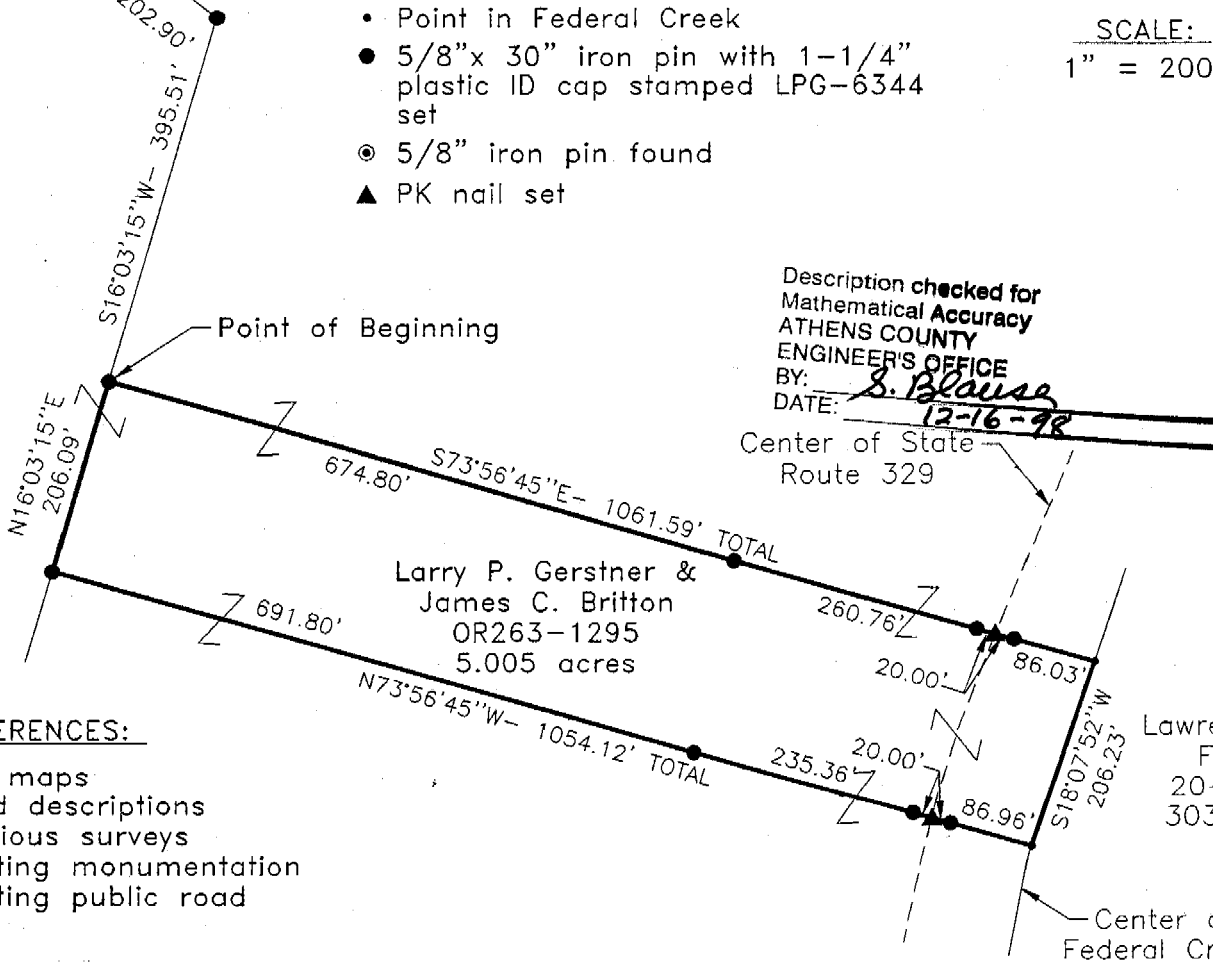 202.90'
• Point in Federal Creek
● 5/8"x 30" iron pin with 1-1/4"
plastic ID cap stamped LPG-6344
set
◉ 5/8" iron pin found
▲ PK nail set
SCALE:
1" = 200
S16°03'15"W- 395.51'
Point of Beginning
Description checked for
Mathematical Accuracy
ATHENS COUNTY
ENGINEER'S OFFICE
BY: S. Blauser
DATE: 12-16-98
Center of State
Route 329
N16°03'15"E
206.09'
674.80'
S73°56'45"E- 1061.59' TOTAL
Larry P. Gerstner &
James C. Britton
OR263-1295
5.005 acres
260.76'
20.00'
86.03'
691.80'
N73°56'45"W- 1054.12' TOTAL
235.36'
20.00'
86.96'
S18°07'52"W
206.23'
Lawre
F
20-
303
ERENCES:
maps
d descriptions
ious surveys
ting monumentation
ting public road
Center o
Federal Cr